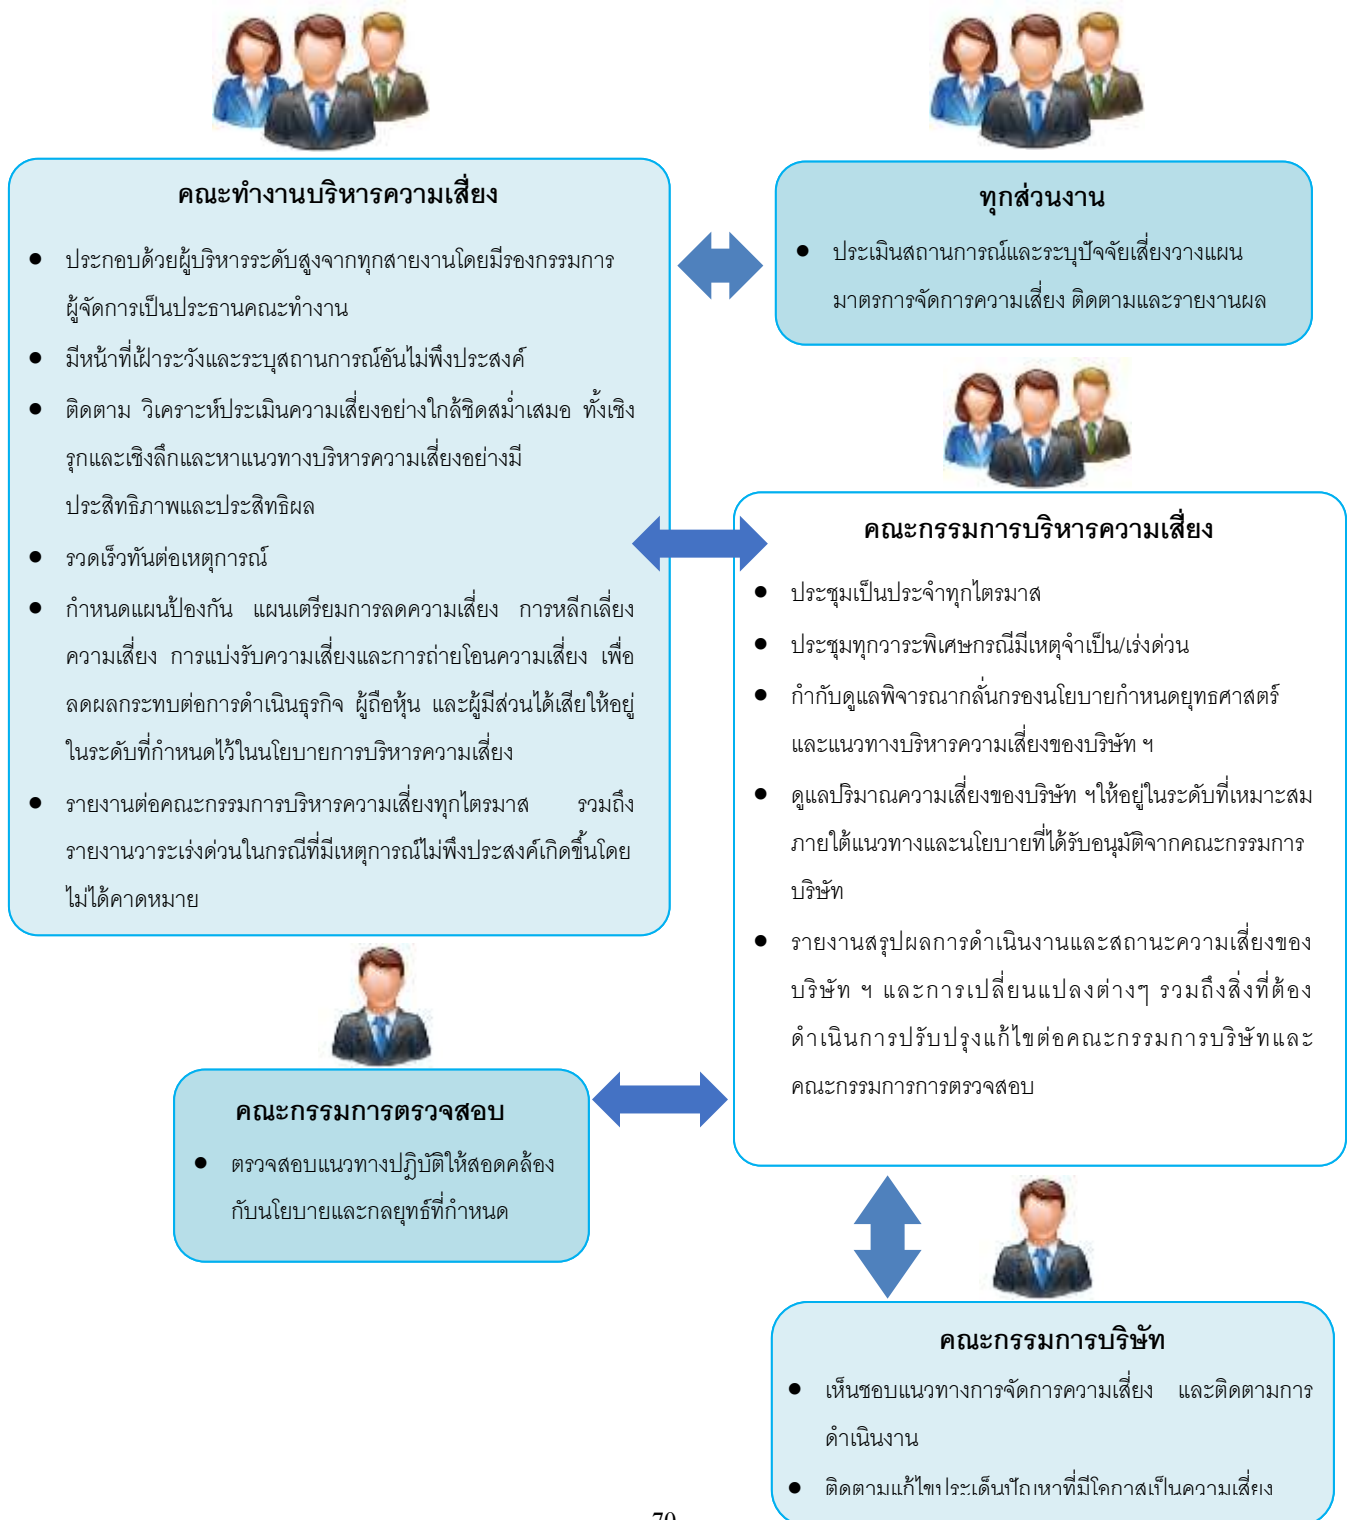 คณะทำงานบริหารความเสี่ยง
● ประกอบด้วยผู้บริหารระดับสูงจากทุกสายงานโดยมีรองกรรมการ
ผู้จัดการเป็นประธานคณะทำงาน
● มีหน้าที่เฝ้าระวังและระบุสถานการณ์อันไม่พึงประสงค์
● ติดตาม วิเคราะห์ประเมินความเสี่ยงอย่างใกล้ชิดสม่ำเสมอ ทั้งเชิง
รุกและเชิงลึกและหาแนวทางบริหารความเสี่ยงอย่างมี
ประสิทธิภาพและประสิทธิผล
● รวดเร็วทันต่อเหตุการณ์
● กำหนดแผนป้องกัน แผนเตรียมการลดความเสี่ยง การหลีกเลี่ยง
ความเสี่ยง การแบ่งรับความเสี่ยงและการถ่ายโอนความเสี่ยง เพื่อ
ลดผลกระทบต่อการดำเนินธุรกิจ ผู้ถือหุ้น และผู้มีส่วนได้เสียให้อยู่
ในระดับที่กำหนดไว้ในนโยบายการบริหารความเสี่ยง
● รายงานต่อคณะกรรมการบริหารความเสี่ยงทุกไตรมาส รวมถึง
รายงานวาระเร่งด่วนในกรณีที่มีเหตุการณ์ไม่พึงประสงค์เกิดขึ้นโดย
ไม่ได้คาดหมาย
ทุกส่วนงาน
● ประเมินสถานการณ์และระบุปัจจัยเสี่ยงวางแผน
มาตรการจัดการความเสี่ยง ติดตามและรายงานผล
คณะกรรมการบริหารความเสี่ยง
● ประชุมเป็นประจำทุกไตรมาส
● ประชุมทุกวาระพิเศษกรณีมีเหตุจำเป็น/เร่งด่วน
● กำกับดูแลพิจารณากลั่นกรองนโยบายกำหนดยุทธศาสตร์
และแนวทางบริหารความเสี่ยงของบริษัท ฯ
● ดูแลปริมาณความเสี่ยงของบริษัท ฯให้อยู่ในระดับที่เหมาะสม
ภายใต้แนวทางและนโยบายที่ได้รับอนุมัติจากคณะกรรมการ
บริษัท
● รายงานสรุปผลการดำเนินงานและสถานะความเสี่ยงของ
บริษัท ฯ และการเปลี่ยนแปลงต่างๆ รวมถึงสิ่งที่ต้อง
ดำเนินการปรับปรุงแก้ไขต่อคณะกรรมการบริษัทและ
คณะกรรมการการตรวจสอบ
คณะกรรมการตรวจสอบ
● ตรวจสอบแนวทางปฏิบัติให้สอดคล้อง
กับนโยบายและกลยุทธ์ที่กำหนด
คณะกรรมการบริษัท
● เห็นชอบแนวทางการจัดการความเสี่ยง และติดตามการ
ดำเนินงาน
● ติดตามแก้ไขประเด็นปัญหาที่มีโอกาสเป็นความเสี่ยง
70